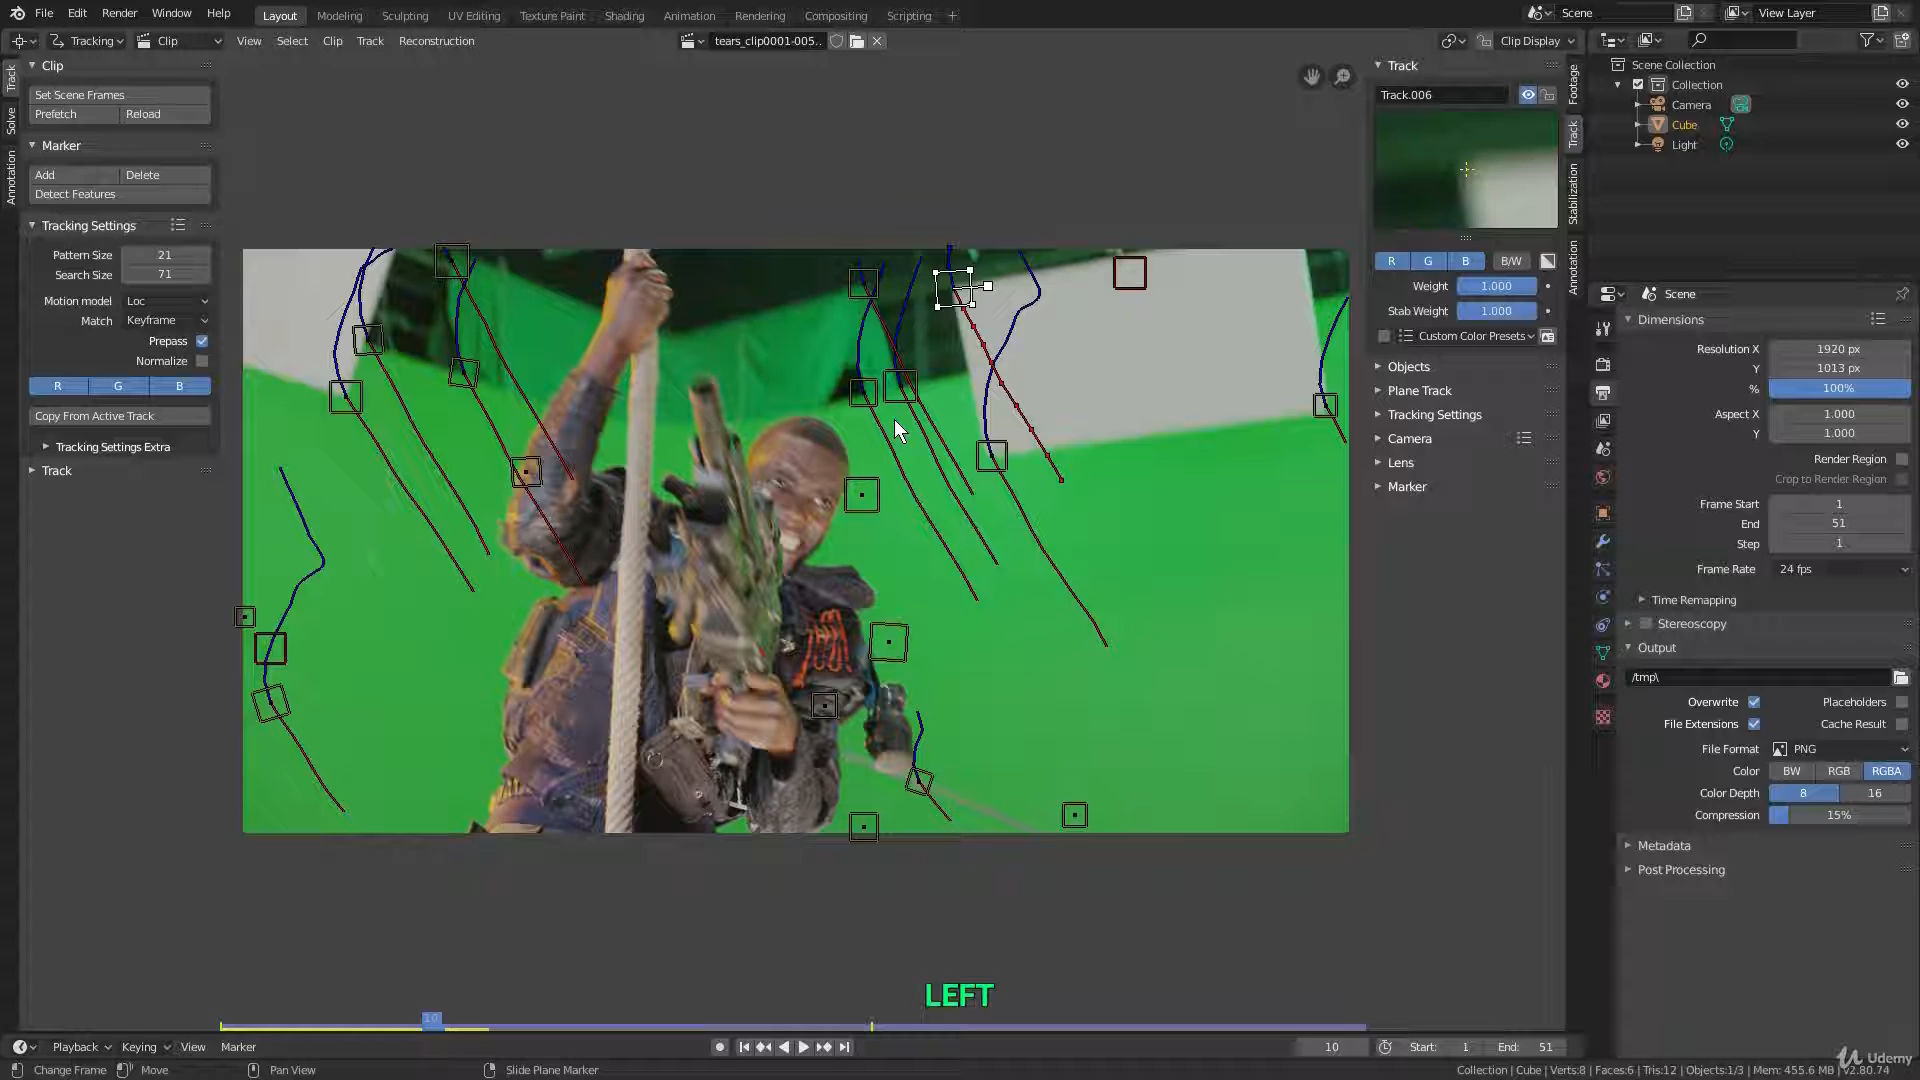 File Edit Render Window Help
Layout Modeling Sculpting UV Editing Texture Paint Shading Animation Rendering Compositing Scripting +
Scene
View Layer
Tracking Clip View Select Clip Track Reconstruction
tears_clip0001-005..
Clip Display
Track
Solve
Annotation
Clip
Set Scene Frames
Prefetch Reload
Marker
Add Delete
Detect Features
Tracking Settings
Pattern Size 21
Search Size 71
Motion model Loc
Match Keyframe
Prepass
Normalize
R G B
Copy From Active Track
Tracking Settings Extra
Track
Track
Track.006
R G B B/W
Weight 1.000
Stab Weight 1.000
Custom Color Presets
Objects
Plane Track
Tracking Settings
Camera
Lens
Marker
Footage
Track
Stabilization
Annotation
Scene Collection
Collection
Camera
Cube
Light
Scene
Dimensions
Resolution X 1920 px
Y 1013 px
% 100%
Aspect X 1.000
Y 1.000
Render Region
Crop to Render Region
Frame Start 1
End 51
Step 1
Frame Rate 24 fps
Time Remapping
Stereoscopy
Output
/tmp\
Overwrite Placeholders
File Extensions Cache Result
File Format PNG
Color BW RGB RGBA
Color Depth 8 16
Compression 15%
Metadata
Post Processing
LEFT
10
Playback Keying View Marker
10 Start: 1 End: 51
Change Frame Move Pan View Slide Plane Marker
Collection | Cube | Verts:8 | Faces:6 | Tris:12 | Objects:1/3 | Mem: 455.6 MB | v2.80.74
Udemy